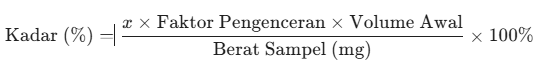 Kadar (%) = x × Faktor Pengenceran × Volume Awal / Berat Sampel (mg) × 100%